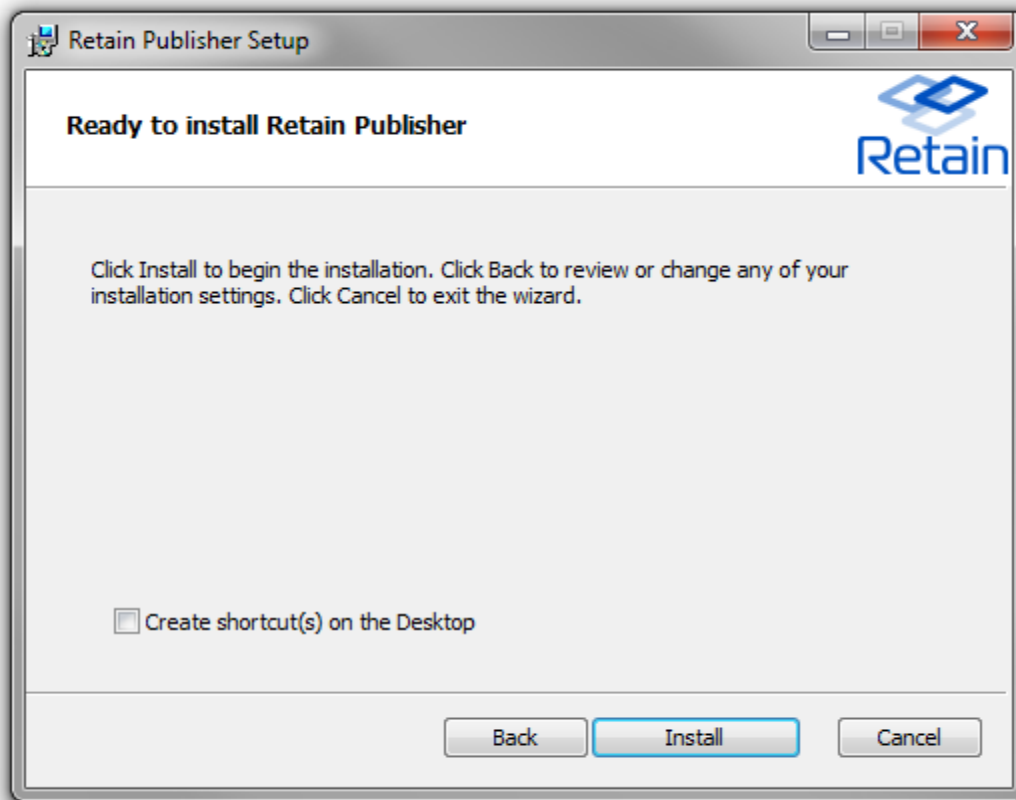 Retain Publisher Setup
Ready to install Retain Publisher
Retain
Click Install to begin the installation. Click Back to review or change any of your
installation settings. Click Cancel to exit the wizard.
Create shortcut(s) on the Desktop
Back
Install
Cancel